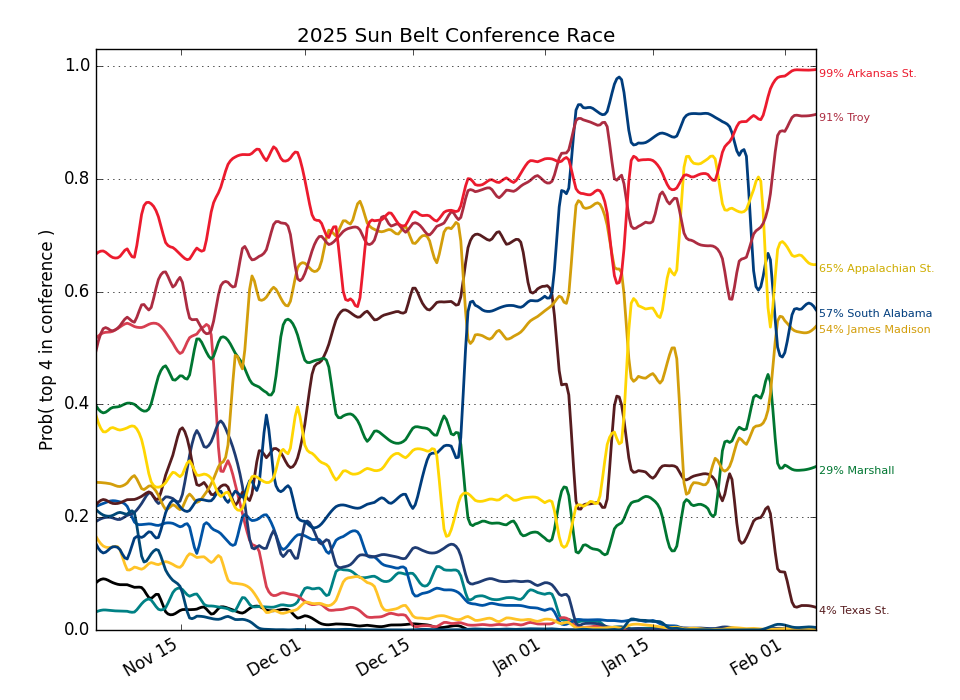 2025 Sun Belt Conference Race
Prob( top 4 in conference )
1.0
0.8
0.6
0.4
0.2
0.0
Nov 15
Dec 01
Dec 15
Jan 01
Jan 15
Feb 01
99% Arkansas St.
91% Troy
65% Appalachian St.
57% South Alabama
54% James Madison
29% Marshall
4% Texas St.